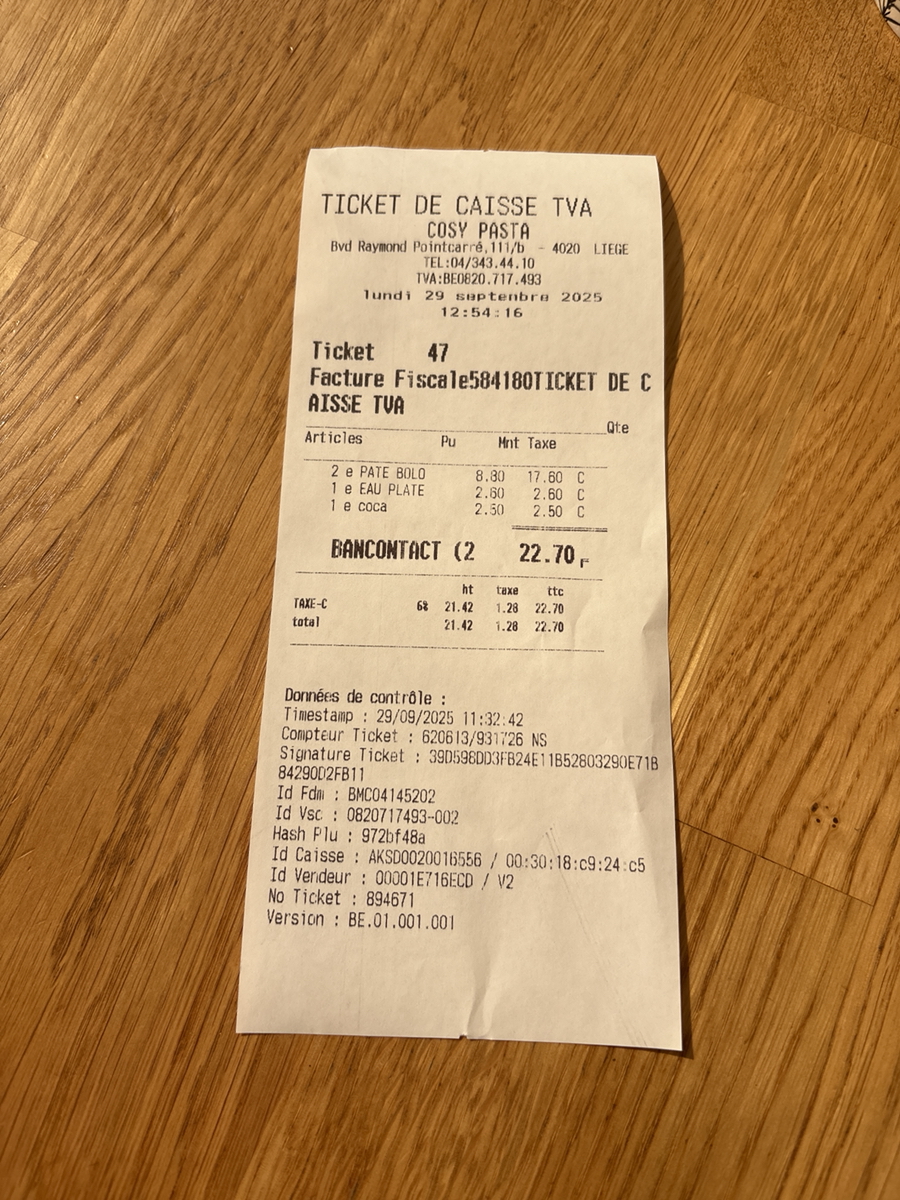 TICKET DE CAISSE TVA
COSY PASTA
Bvd Raymond Pointcarré,111/b - 4020 LIEGE
TEL:04/343.44.10
TVA:BE0820.717.493
lundi 29 septembre 2025
12:54:16
Ticket 47
Facture Fiscale584180TICKET DE C
AISSE TVA
Qte
Articles Pu Mnt Taxe
2 e PATE BOLO 8.80 17.60 C
1 e EAU PLATE 2.60 2.60 C
1 e coca 2.50 2.50 C
BANCONTACT (2 22.70
ht taxe ttc
TAXE-C 6% 21.42 1.28 22.70
total 21.42 1.28 22.70
Données de contrôle :
Timestamp : 29/09/2025 11:32:42
Compteur Ticket : 620613/931726 NS
Signature Ticket : 39D598DD3FB24E11B52803290E71B
84290D2FB11
Id Fdm : BMC04145202
Id Vsc : 0820717493-002
Hash Plu : 972bf48a
Id Caisse : AKSD0020016556 / 00:30:18:c9:24:c5
Id Vendeur : 00001E716ECD / V2
No Ticket : 894671
Version : BE.01.001.001